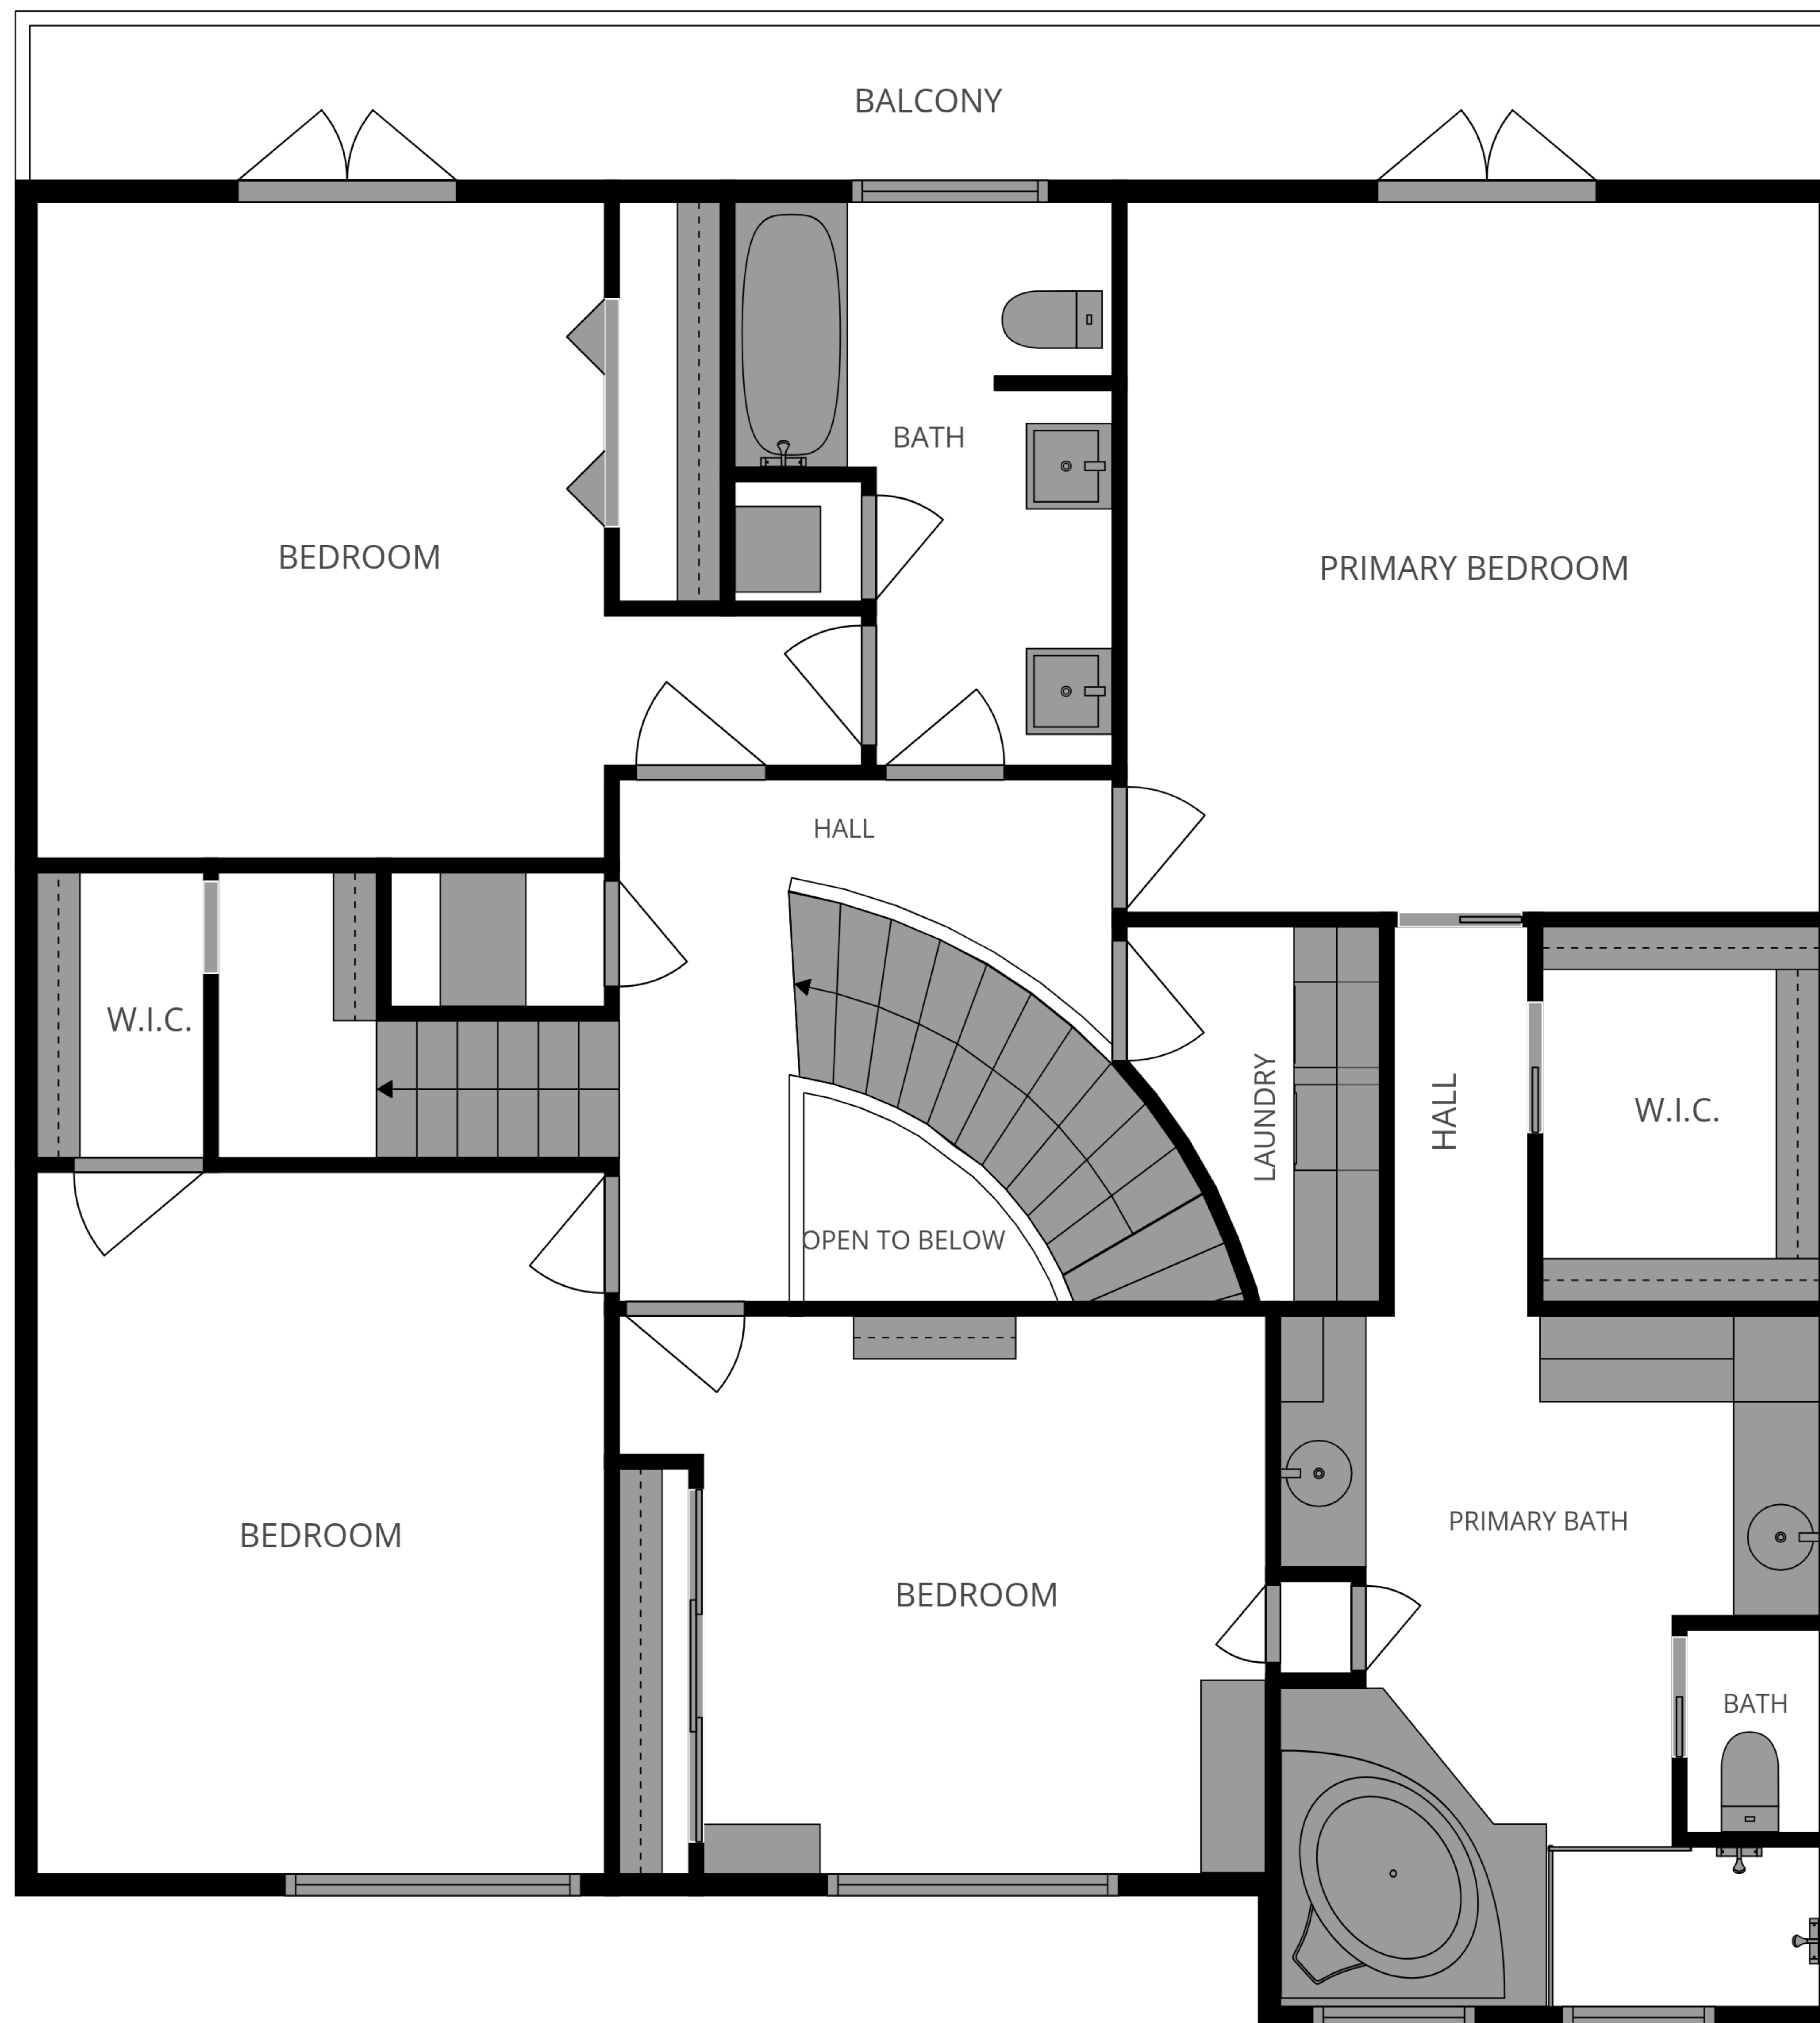 BALCONY
BATH
BEDROOM
PRIMARY BEDROOM
HALL
W.I.C.
LAUNDRY
HALL
W.I.C.
OPEN TO BELOW
BEDROOM
BEDROOM
PRIMARY BATH
BATH